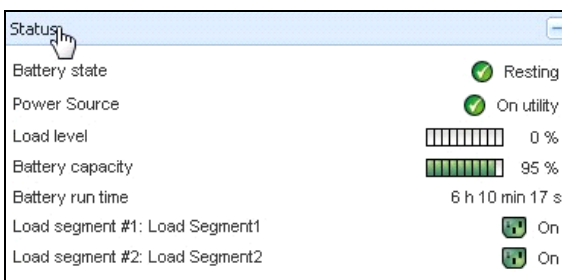 Status
Battery state Resting
Power Source On utility
Load level 0 %
Battery capacity 95 %
Battery run time 6 h 10 min 17 s
Load segment #1: Load Segment1 On
Load segment #2: Load Segment2 On